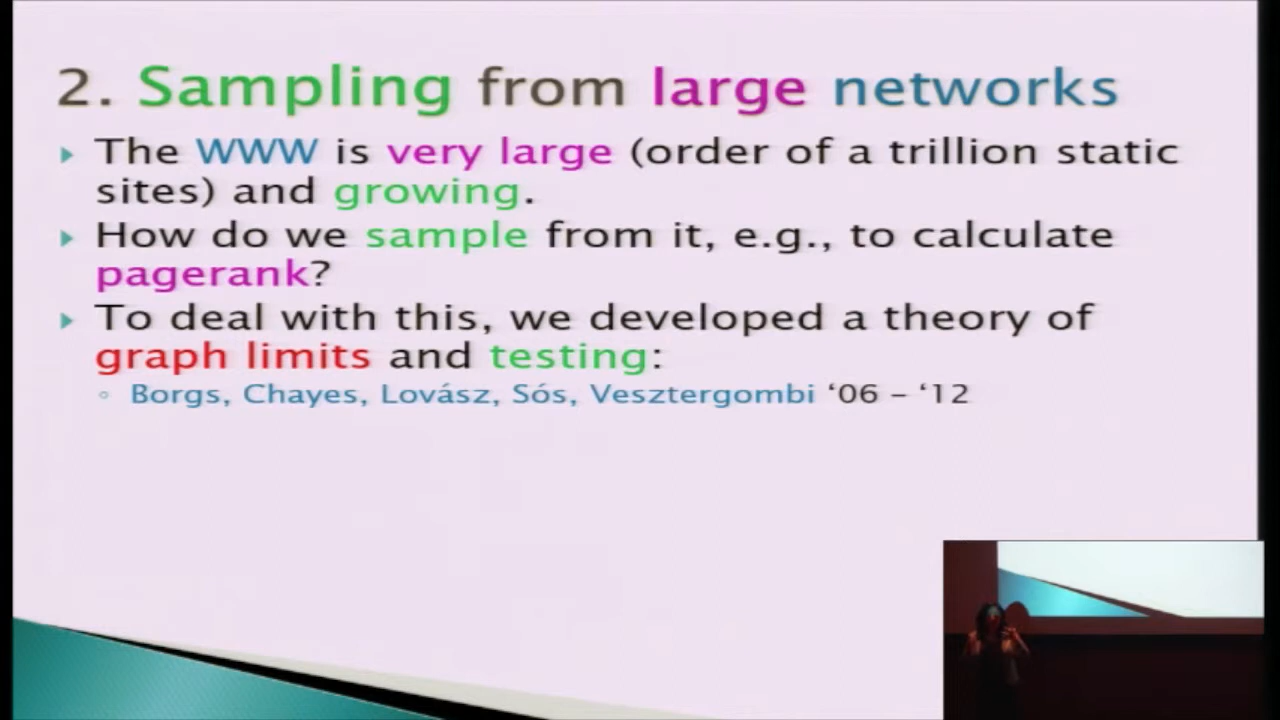 2. Sampling from large networks
The WWW is very large (order of a trillion static
sites) and growing.
How do we sample from it, e.g., to calculate
pagerank?
To deal with this, we developed a theory of
graph limits and testing:
Borgs, Chayes, Lovász, Sós, Vesztergombi ‘06 – ‘12